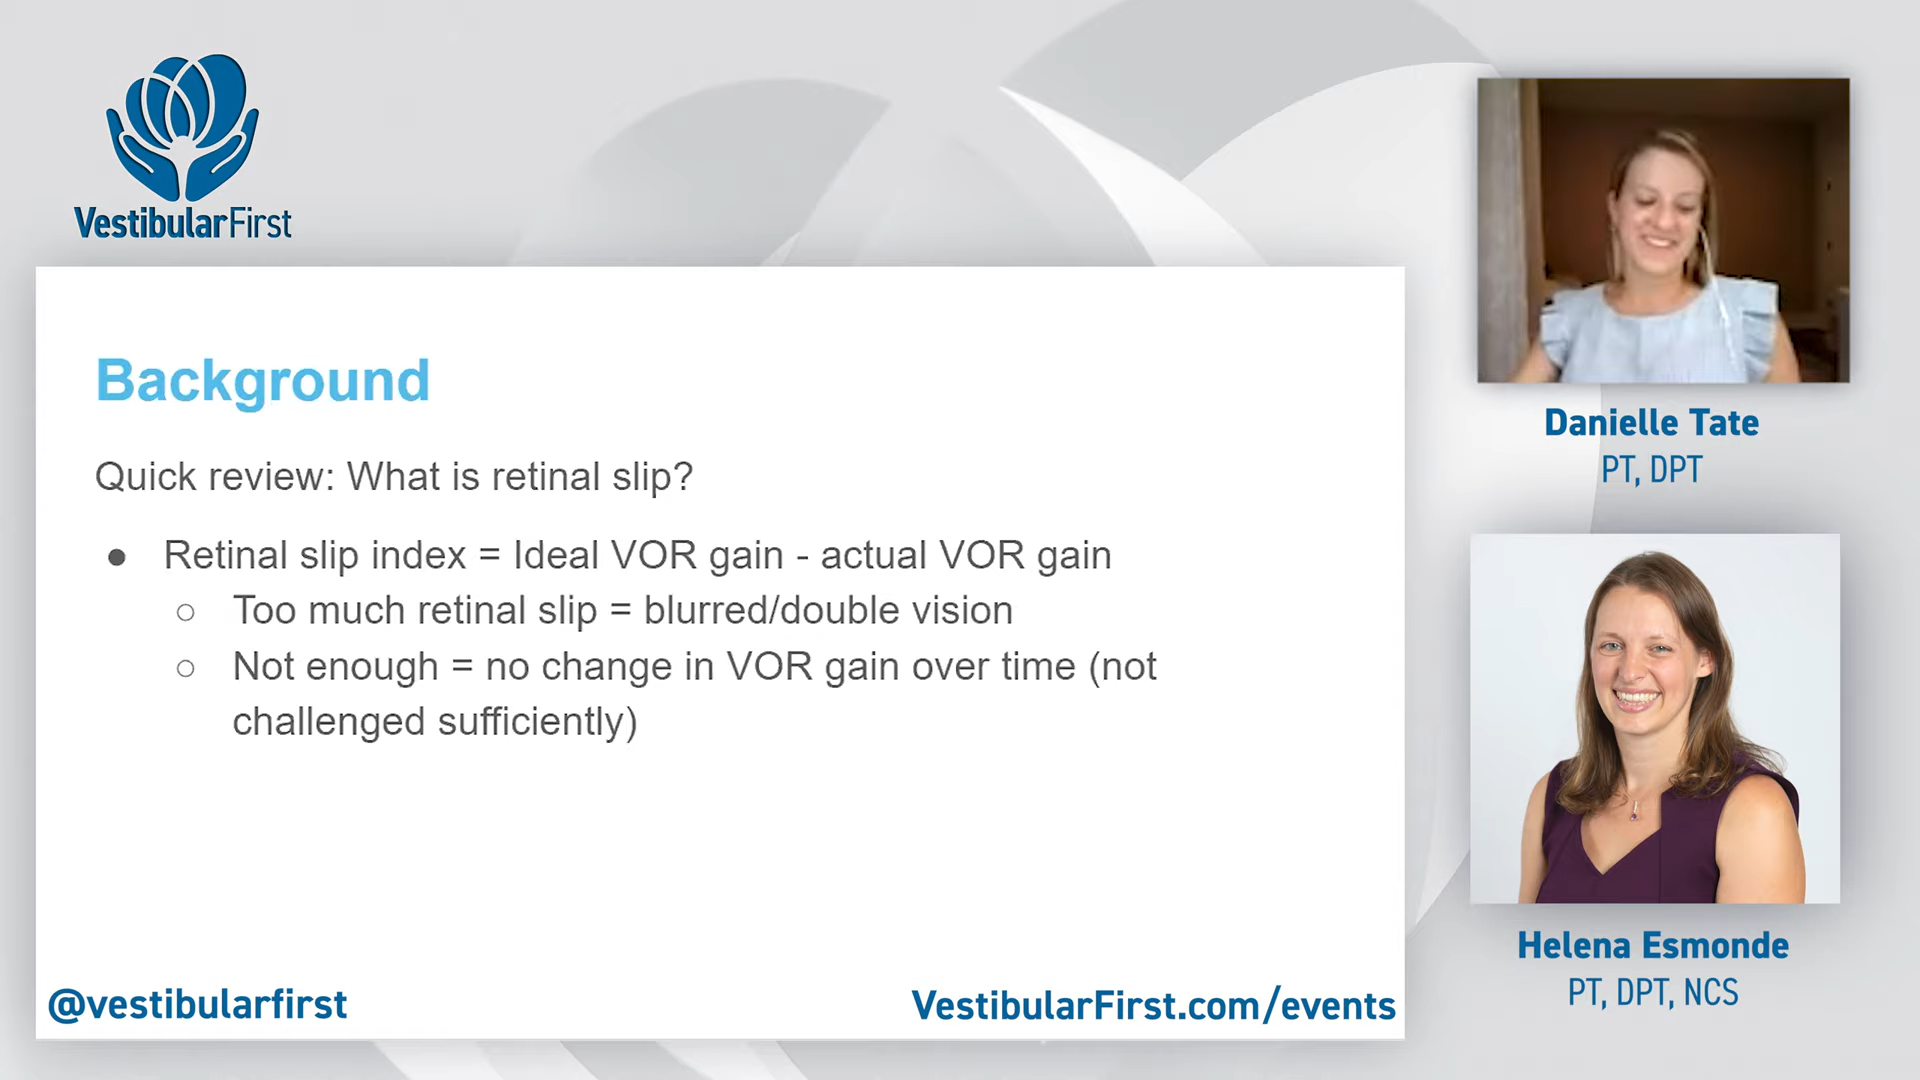 VestibularFirst
Background
Quick review: What is retinal slip?
● Retinal slip index = Ideal VOR gain - actual VOR gain
○ Too much retinal slip = blurred/double vision
○ Not enough = no change in VOR gain over time (not
challenged sufficiently)
@vestibularfirst
VestibularFirst.com/events
Danielle Tate
PT, DPT
Helena Esmonde
PT, DPT, NCS